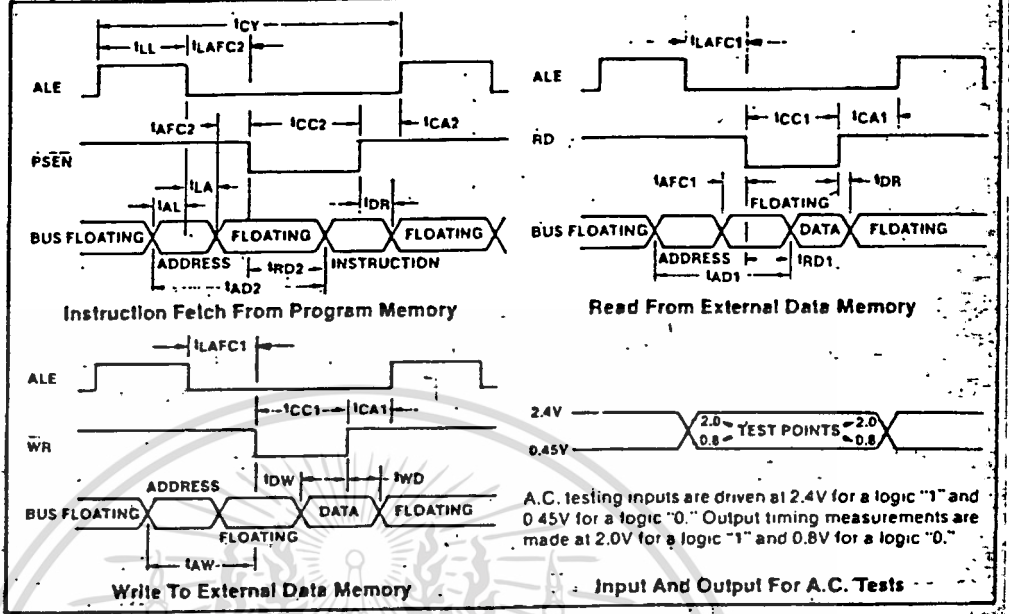 tCY
tLL
tLAFC2
ALE
tAFC2
tCC2
tCA2
PSEN
tLA
tAL
tDR
BUS FLOATING
FLOATING
FLOATING
ADDRESS
tRD2
INSTRUCTION
tAD2
Instruction Fetch From Program Memory
tLAFC1
ALE
tCC1
tCA1
RD
tAFC1
tDR
FLOATING
BUS FLOATING
DATA
FLOATING
ADDRESS
tRD1
tAD1
Read From External Data Memory
tLAFC1
ALE
tCC1
tCA1
WR
tDW
tWD
ADDRESS
BUS FLOATING
DATA
FLOATING
FLOATING
tAW
Write To External Data Memory
2.4V
2.0
TEST POINTS
2.0
0.8
0.8
0.45V
A.C. testing inputs are driven at 2.4V for a logic "1" and
0 45V for a logic "0." Output timing measurements are
made at 2.0V for a logic "1" and 0.8V for a logic "0."
Input And Output For A.C. Tests